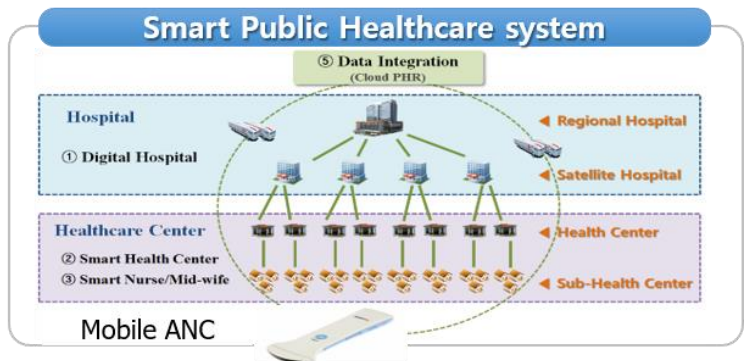 Smart Public Healthcare system
⑤ Data Integration
(Cloud PHR)
Hospital
◄ Regional Hospital
① Digital Hospital
◄ Satellite Hospital
Healthcare Center
◄ Health Center
② Smart Health Center
③ Smart Nurse/Mid-wife
◄ Sub-Health Center
Mobile ANC